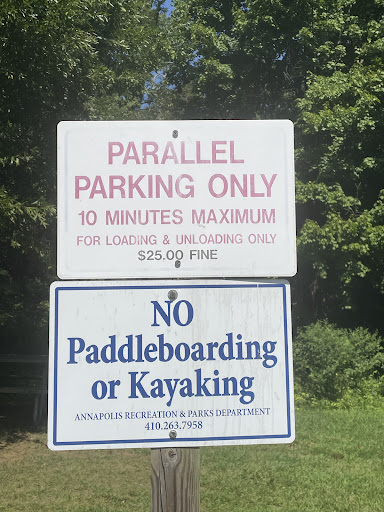 PARALLEL
PARKING ONLY
10 MINUTES MAXIMUM
FOR LOADING & UNLOADING ONLY
$25.00 FINE
NO
Paddleboarding
or Kayaking
ANNAPOLIS RECREATION & PARKS DEPARTMENT
410.263.7958